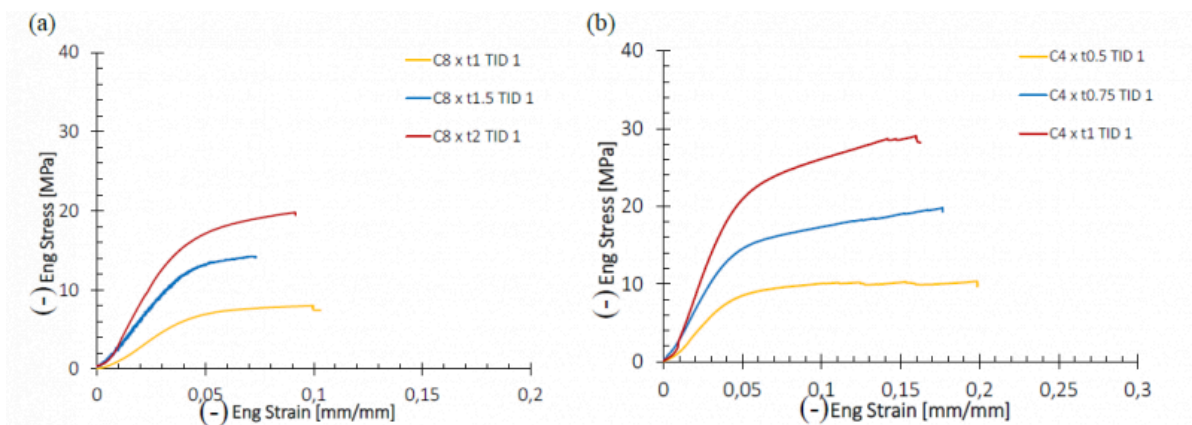 (a)
40
30
20
10
0
0
0,05
0,1
0,15
0,2
(-) Eng Stress [MPa]
(-) Eng Strain [mm/mm]
C8 x t1 TID 1
C8 x t1.5 TID 1
C8 x t2 TID 1
(b)
40
30
20
10
0
0
0,05
0,1
0,15
0,2
0,25
0,3
(-) Eng Stress [MPa]
(-) Eng Strain [mm/mm]
C4 x t0.5 TID 1
C4 x t0.75 TID 1
C4 x t1 TID 1